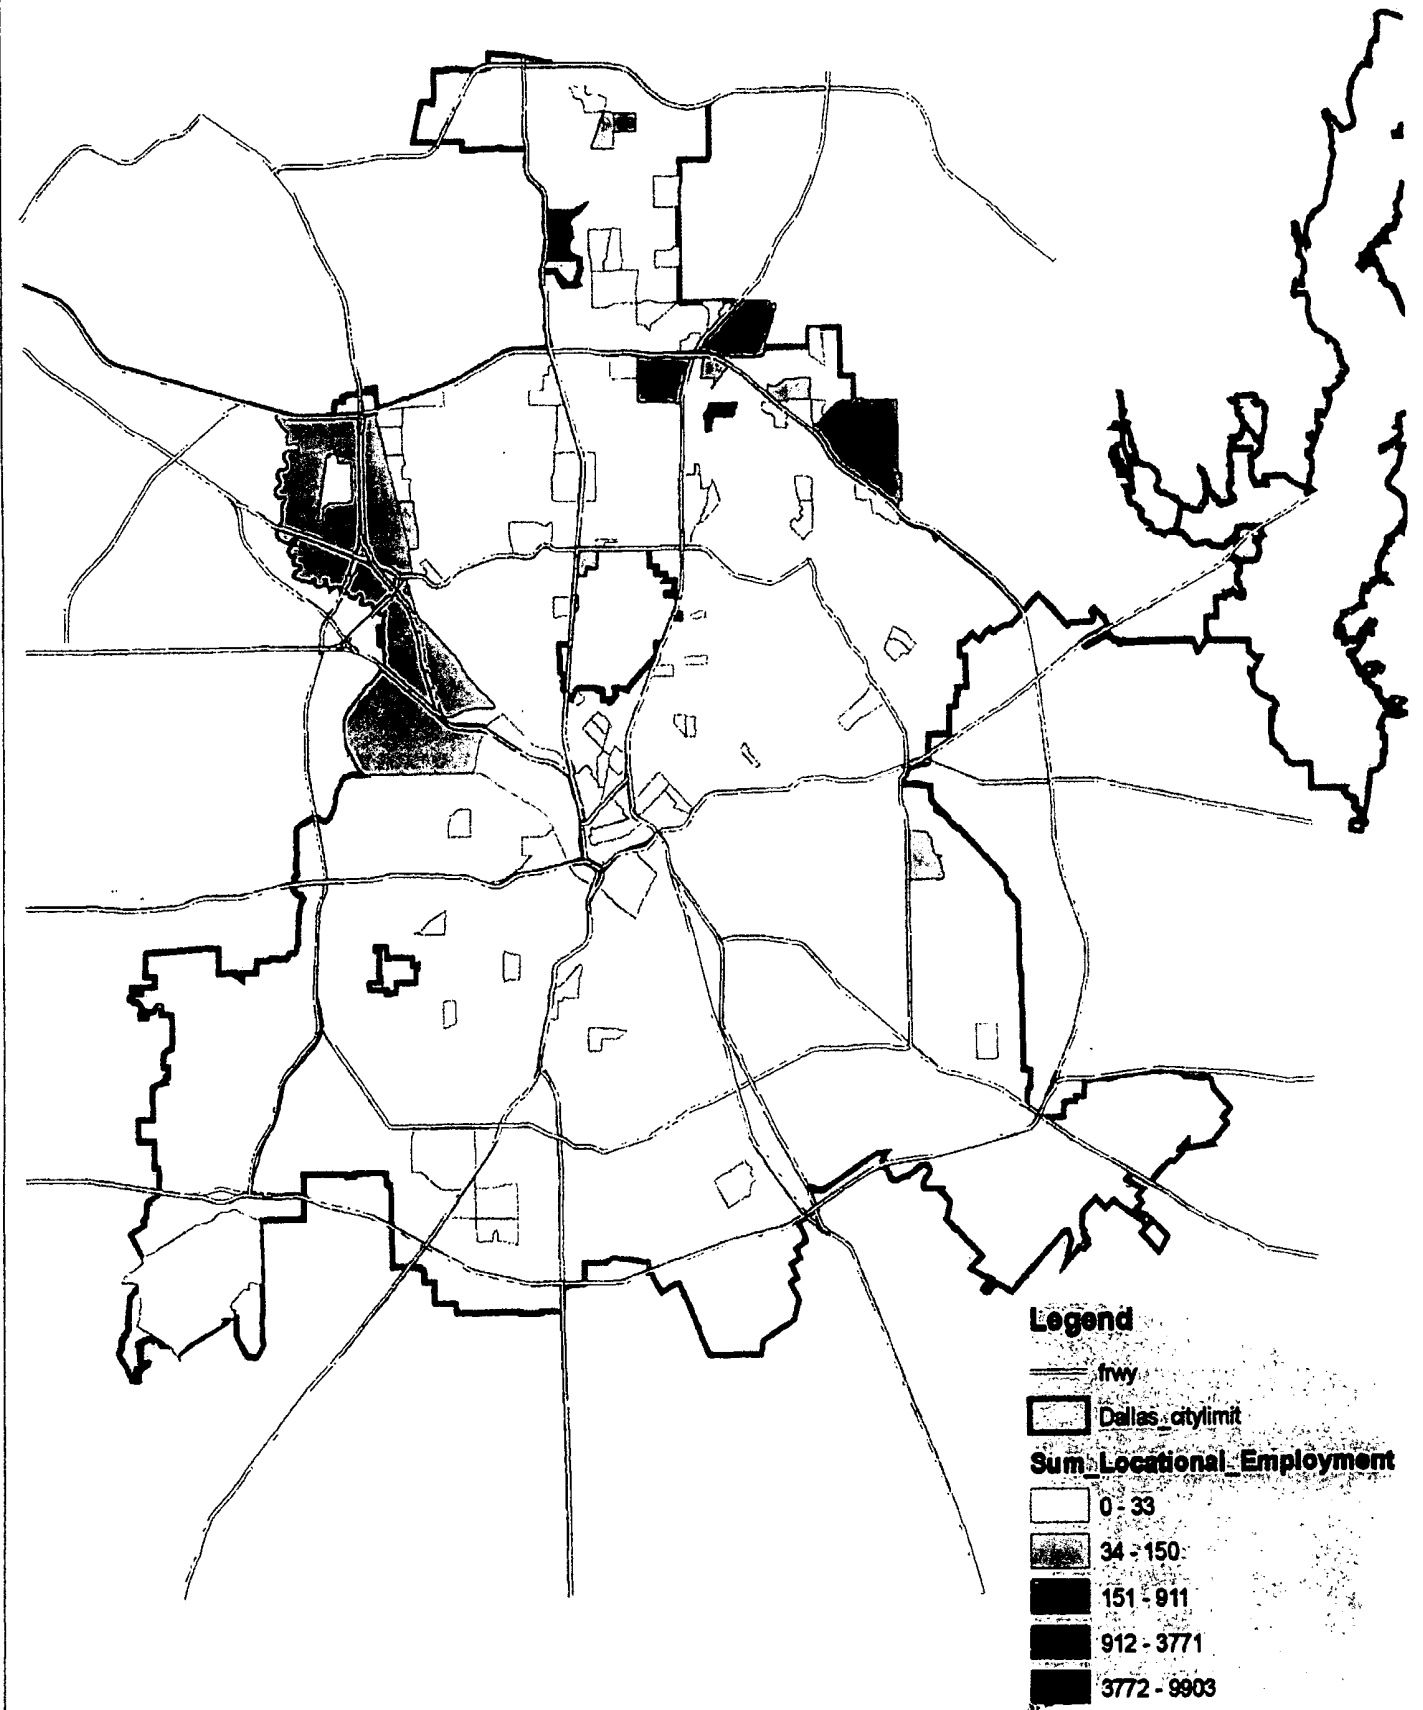 Legend
frwy
Dallas_citylimit
Sum_Locational_Employment
0 - 33
34 - 150
151 - 911
912 - 3771
3772 - 9903